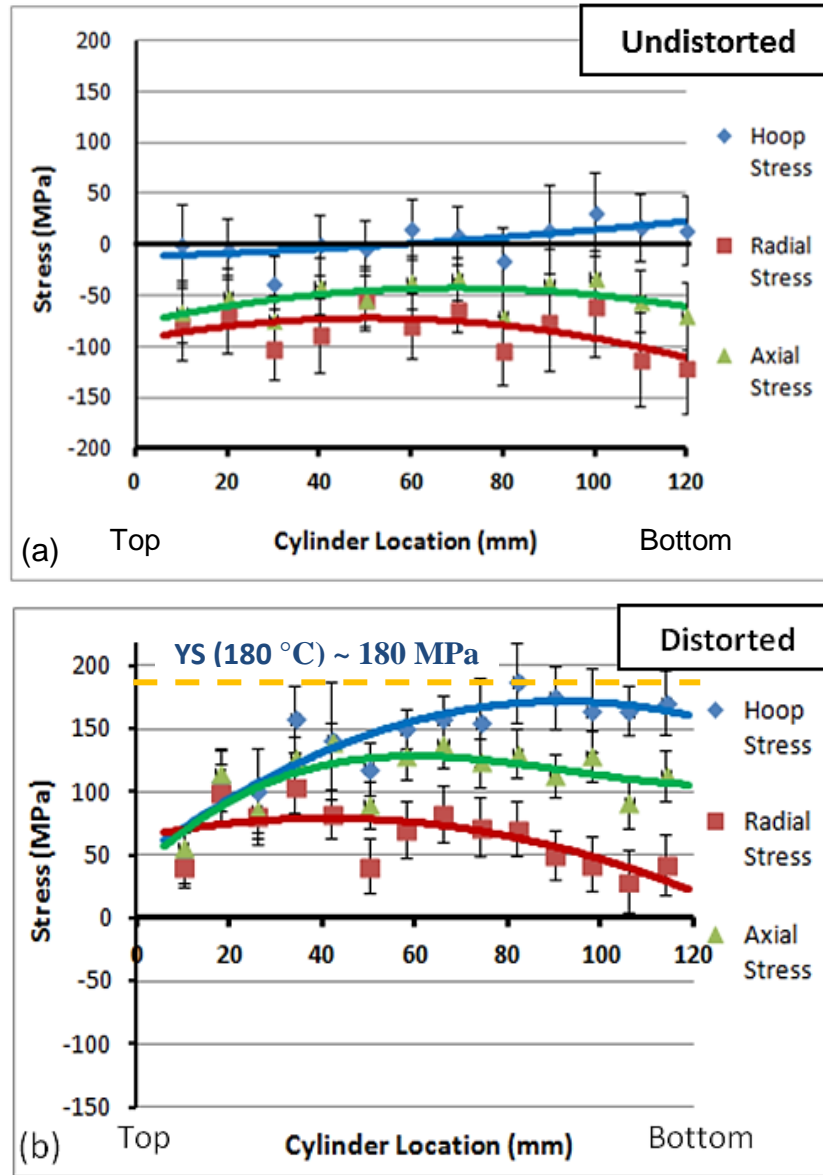 Undistorted
200
150
100
50
0
-50
-100
-150
-200
Stress (MPa)
Hoop
Stress
Radial
Stress
Axial
Stress
0 20 40 60 80 100 120
(a) Top Cylinder Location (mm) Bottom
Distorted
YS (180 °C) ~ 180 MPa
200
150
100
50
0
-50
-100
-150
Stress (MPa)
Hoop
Stress
Radial
Stress
Axial
Stress
0 20 40 60 80 100 120
(b) Top Cylinder Location (mm) Bottom